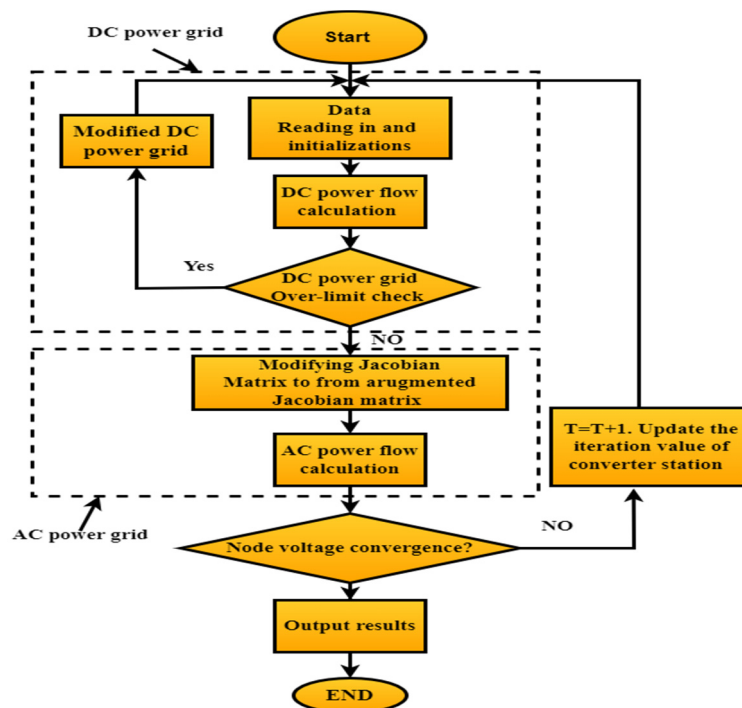 DC power grid
Start
Data
Reading in and
initializations
Modified DC
power grid
DC power flow
calculation
Yes
DC power grid
Over-limit check
NO
Modifying Jacobian
Matrix to from arugmented
Jacobian matrix
T=T+1. Update the
iteration value of
converter station
AC power flow
calculation
AC power grid
NO
Node voltage convergence?
Output results
END